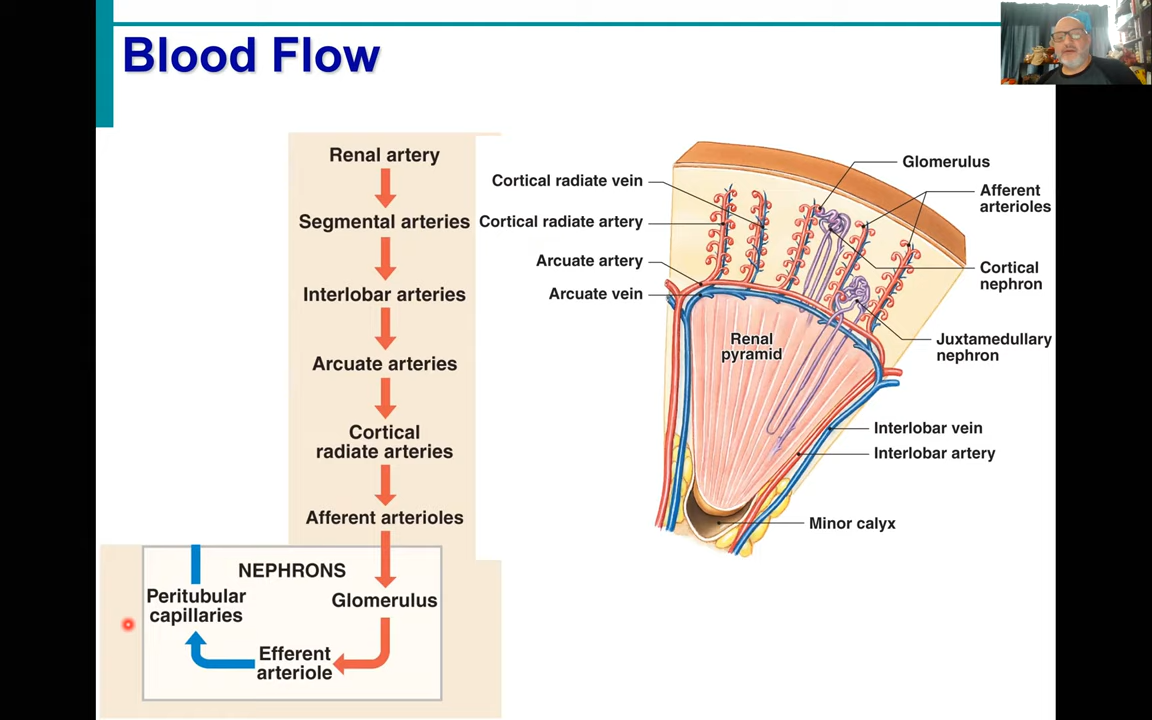 Blood Flow
Renal artery
Segmental arteries
Interlobar arteries
Arcuate arteries
Cortical
radiate arteries
Afferent arterioles
NEPHRONS
Peritubular
capillaries
Glomerulus
Efferent
arteriole
Cortical radiate vein
Cortical radiate artery
Arcuate artery
Arcuate vein
Renal
pyramid
Glomerulus
Afferent
arterioles
Cortical
nephron
Juxtamedullary
nephron
Interlobar vein
Interlobar artery
Minor calyx